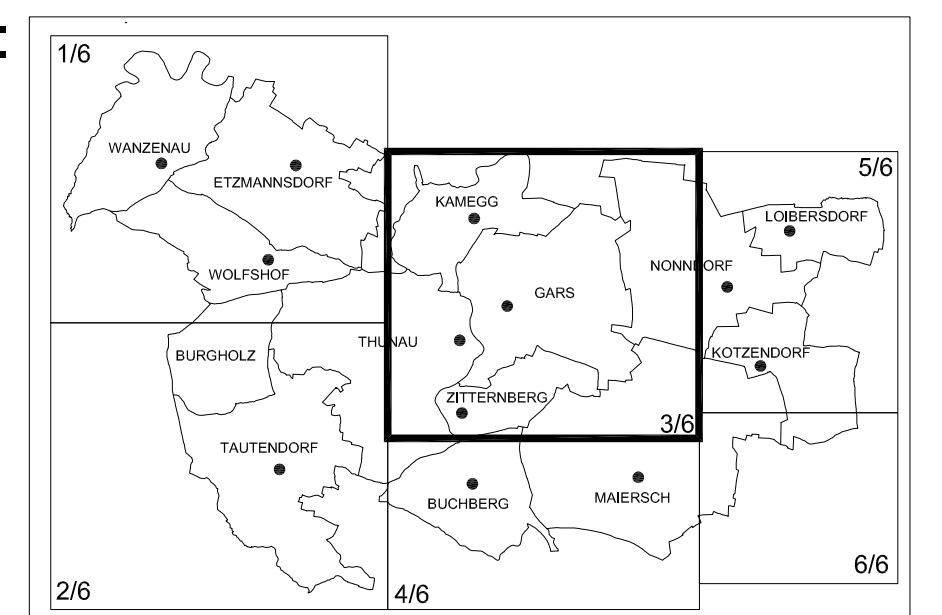 1/6
WANZENAU
ETZMANNSDORF
WOLFSHOF
KAMEGG
5/6
LOIBERSDORF
NONNDORF
GARS
THUNAU
BURGHOLZ
KOTZENDORF
ZITTERNBERG
3/6
TAUTENDORF
BUCHBERG
MAIERSCH
2/6
4/6
6/6